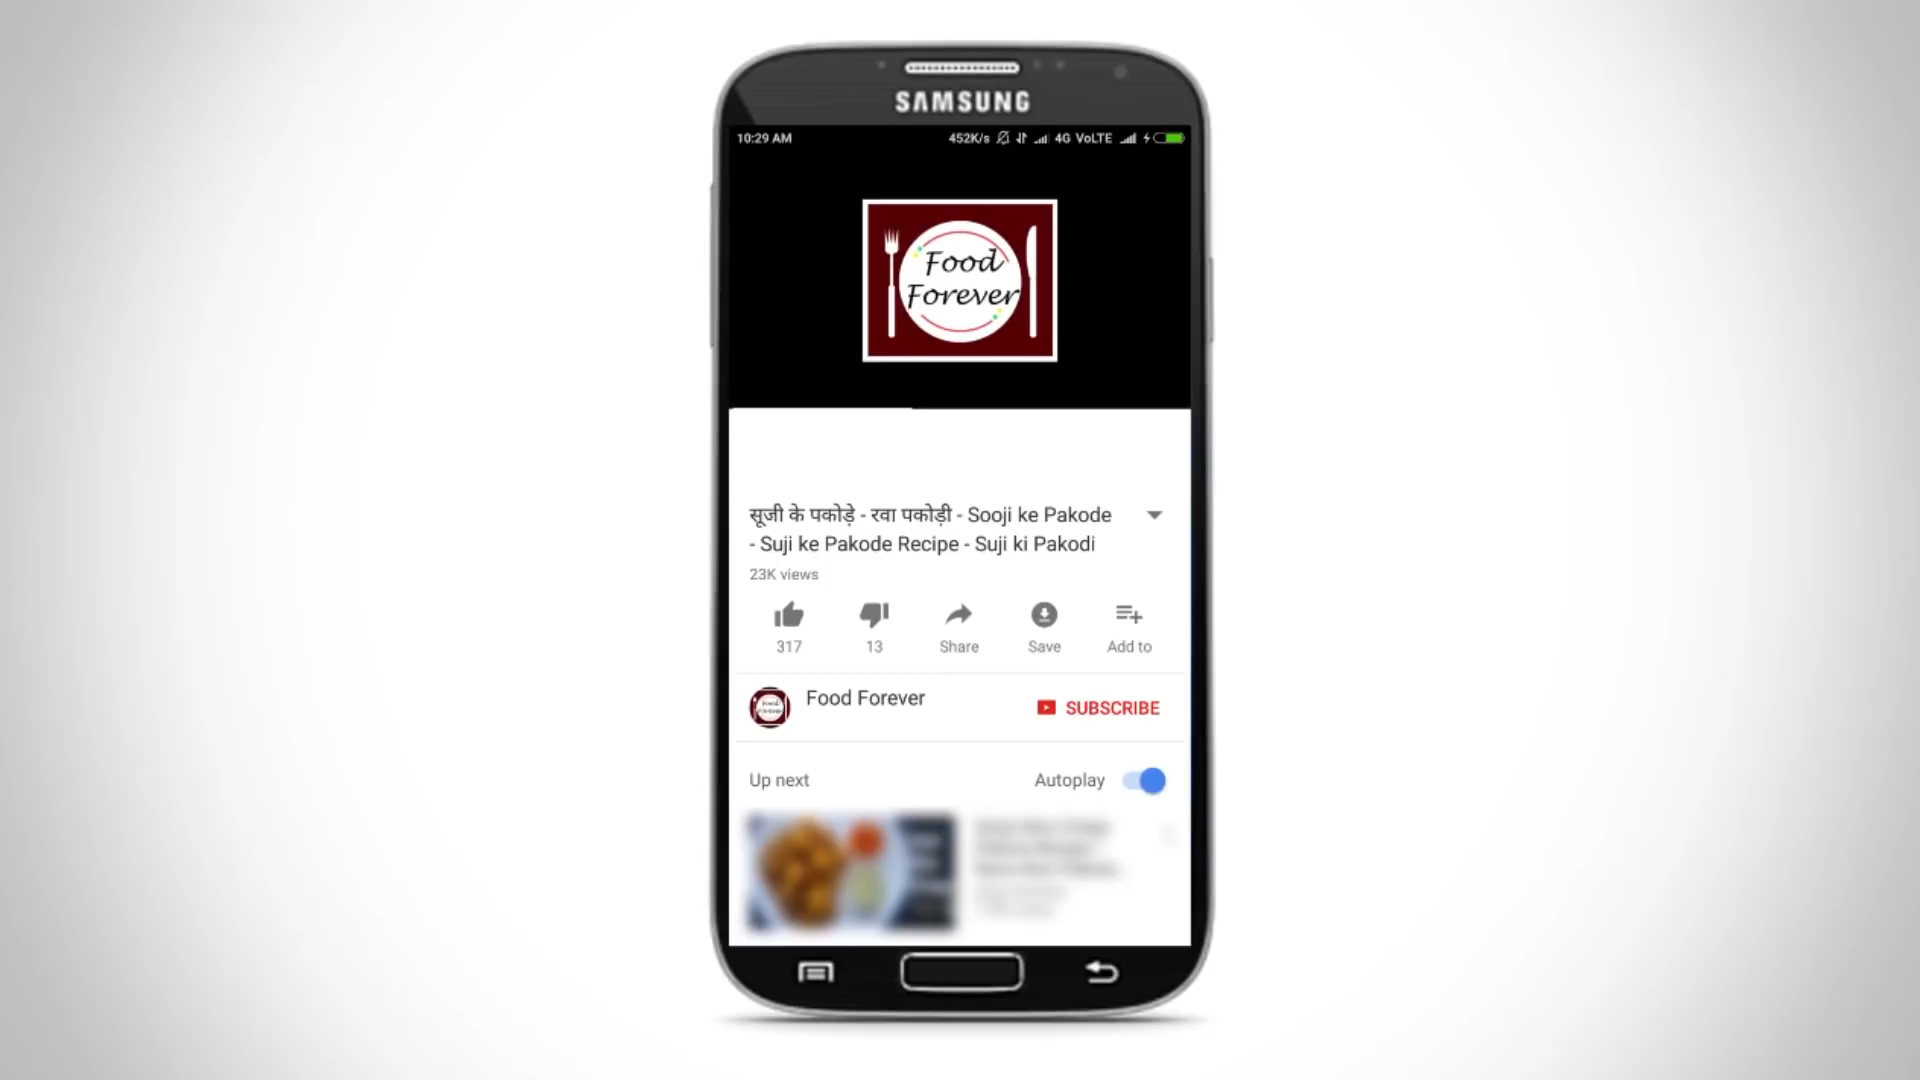 SAMSUNG
10:29 AM 452K/s 4G VoLTE
Food
Forever
सूजी के पकोड़े - रवा पकोड़ी - Sooji ke Pakode
- Suji ke Pakode Recipe - Suji ki Pakodi
23K views
317 13 Share Save Add to
Food Forever SUBSCRIBE
Up next Autoplay